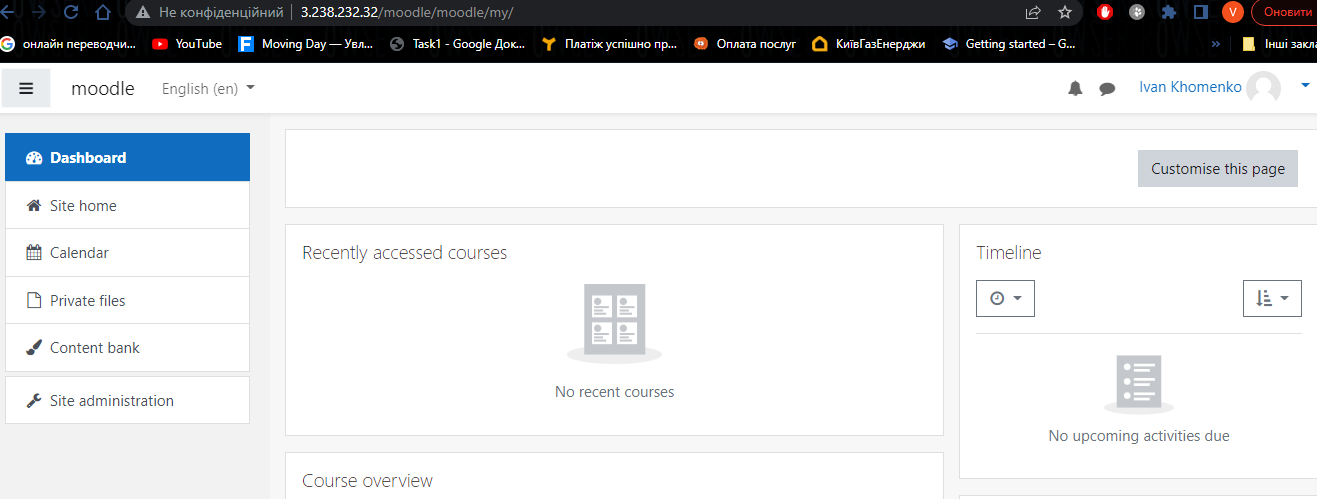 Не конфіденційний 3.238.232.32/moodle/moodle/my/ V Оновити
онлайн переводчи... YouTube Moving Day — Увл... Task1 - Google Док... Платіж успішно пр... Оплата послуг КиївГазЕнерджи Getting started – G... » Інші закла
moodle English (en) Ivan Khomenko
Dashboard
Customise this page
Site home
Calendar
Private files
Content bank
Site administration
Recently accessed courses
No recent courses
Timeline
No upcoming activities due
Course overview